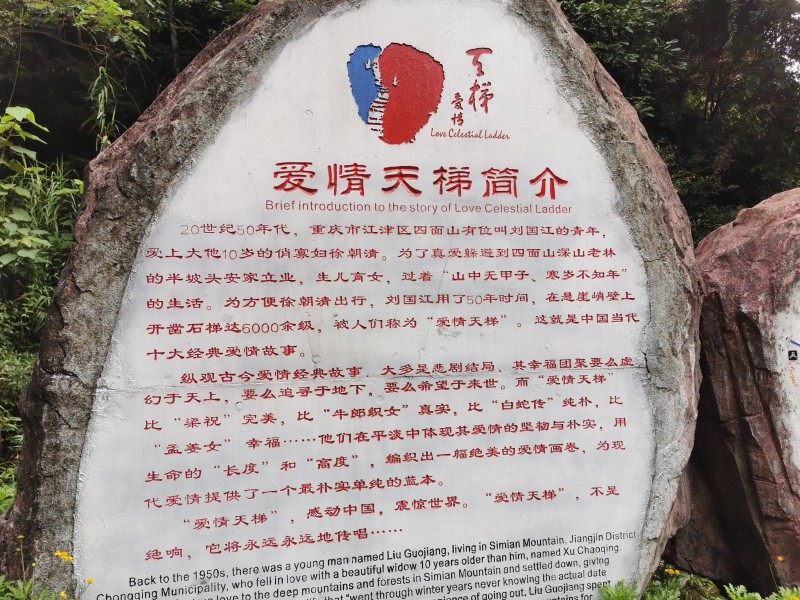 天梯
爱情
Love Celestial Ladder
爱情天梯简介
Brief introduction to the story of Love Celestial Ladder
20世纪50年代，重庆市江津区四面山有位叫刘国江的青年，
爱上大他10岁的俏寡妇徐朝清。为了真爱躲避到四面山深山老林
的半坡头安家立业，生儿育女，过着“山中无甲子、寒岁不知年”
的生活。为方便徐朝清出行，刘国江用了50年时间，在悬崖峭壁上
开凿石梯达6000余级，被人们称为“爱情天梯”。这就是中国当代
十大经典爱情故事。
纵观古今爱情经典故事，大多是悲剧结局，其幸福团聚要么虚
幻于天上，要么追寻于地下，要么希望于来世。而“爱情天梯”
比“梁祝”完美，比“牛郎织女”真实，比“白蛇传”纯朴，比
“孟姜女”幸福……他们在平淡中体现其爱情的坚韧与朴实，用
生命的“长度”和“高度”，编织出一幅绝美的爱情画卷，为现
代爱情提供了一个最朴实单纯的蓝本。
“爱情天梯”，感动中国，震惊世界。“爱情天梯”，不是
绝响，它将永远永远地传唱……
Back to the 1950s, there was a young man named Liu Guojiang, living in Simian Mountain, Jiangjin District
Chongqing Municipality, who fell in love with a beautiful widow 10 years older than him, named Xu Chaoqing.
love to the deep mountains and forests in Simian Mountain and settled down, giving
"went through winter years never knowing the actual date
of going out, Liu Guojiang spent
mountains for